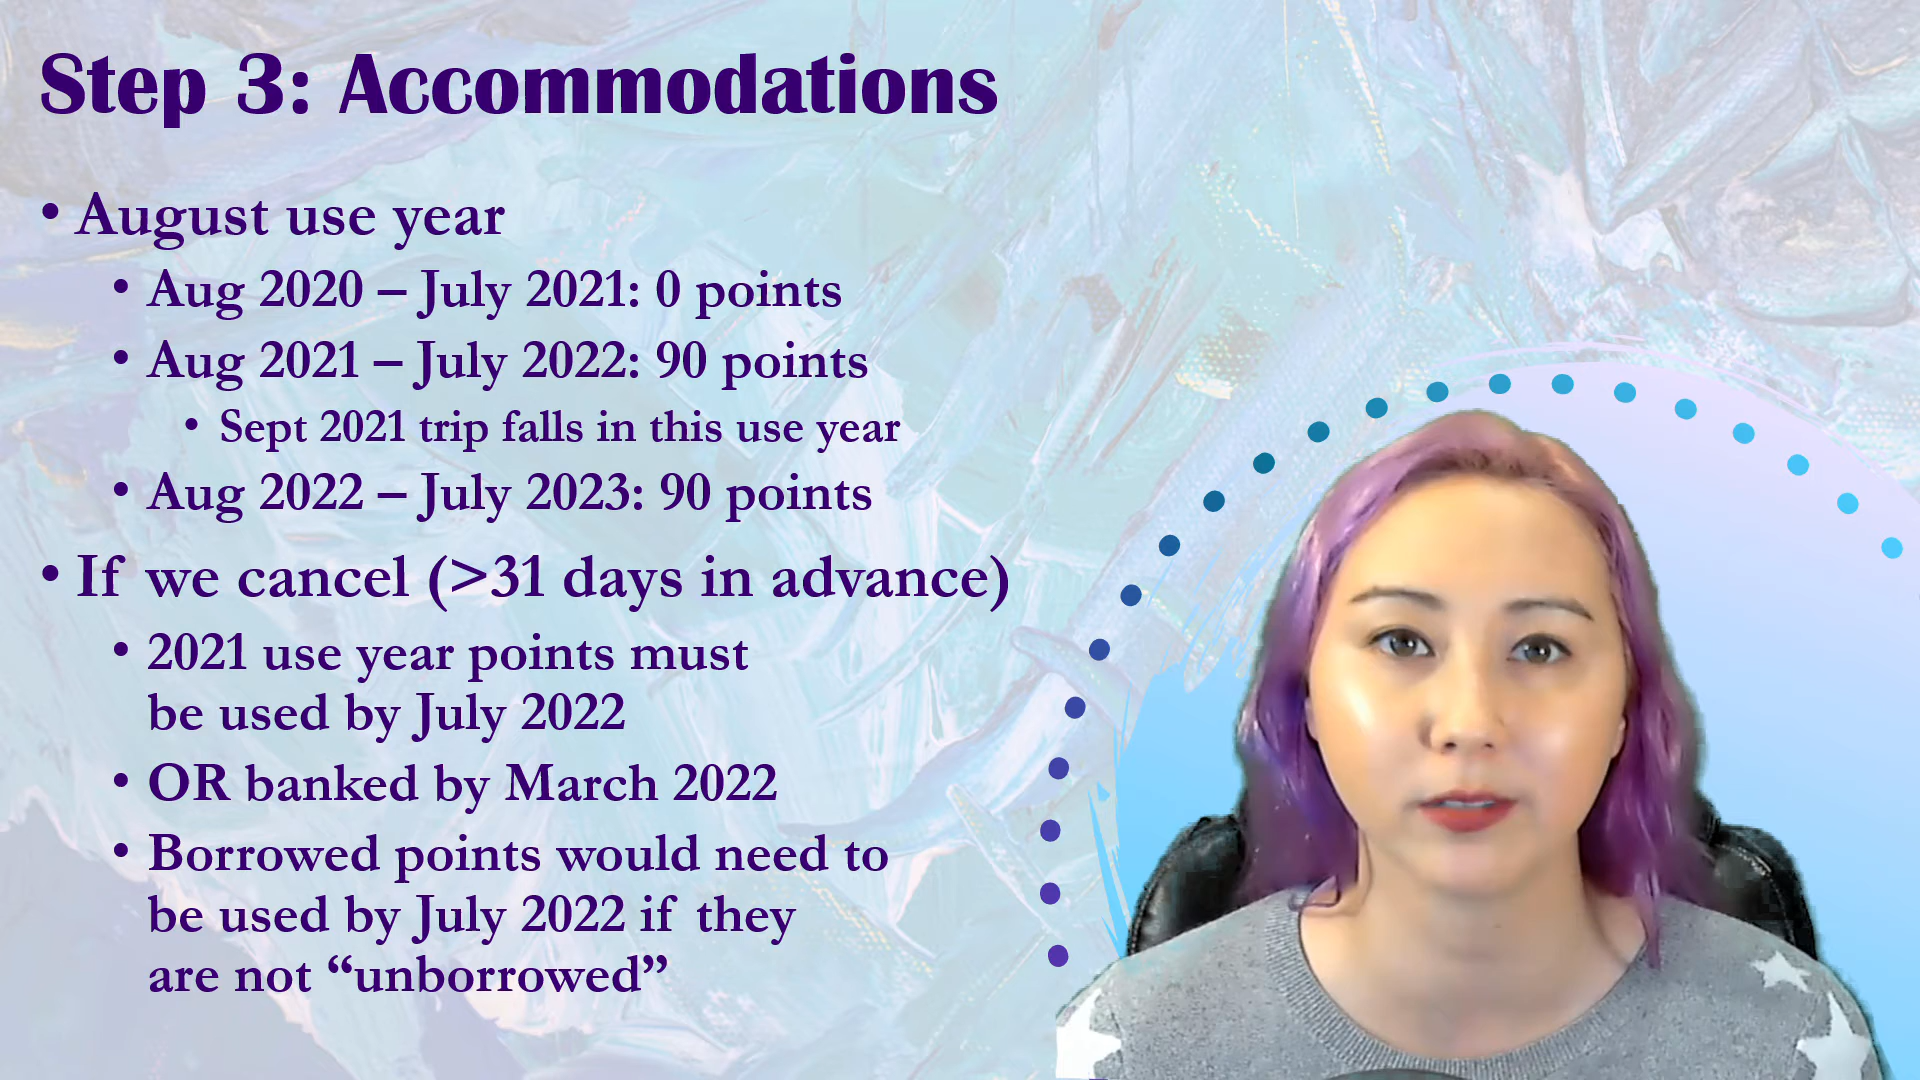 Step 3: Accommodations
• August use year
• Aug 2020 – July 2021: 0 points
• Aug 2021 – July 2022: 90 points
• Sept 2021 trip falls in this use year
• Aug 2022 – July 2023: 90 points
• If we cancel (>31 days in advance)
• 2021 use year points must
be used by July 2022
• OR banked by March 2022
• Borrowed points would need to
be used by July 2022 if they
are not “unborrowed”